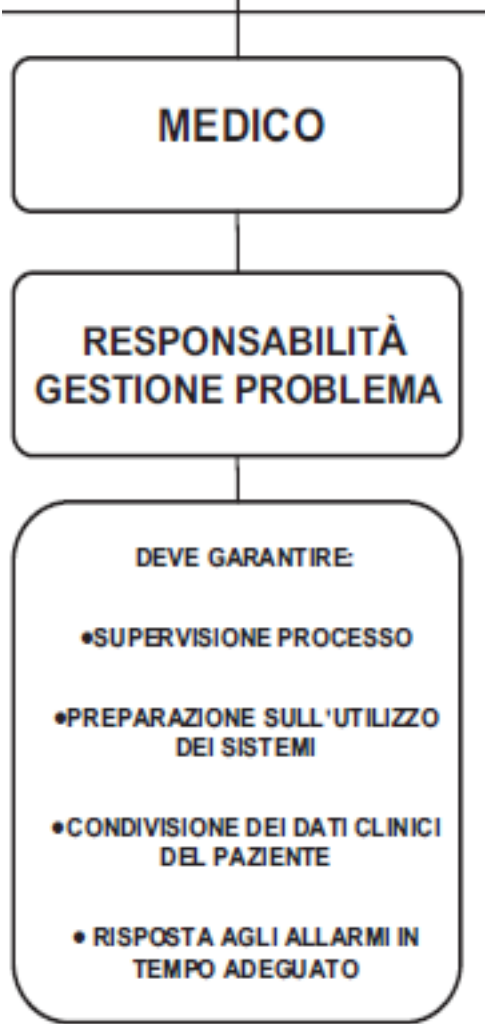 MEDICO
RESPONSABILITÀ
GESTIONE PROBLEMA
DEVE GARANTIRE:
●SUPERVISIONE PROCESSO
●PREPARAZIONE SULL'UTILIZZO
DEI SISTEMI
●CONDIVISIONE DEI DATI CLINICI
DEL PAZIENTE
● RISPOSTA AGLI ALLARMI IN
TEMPO ADEGUATO